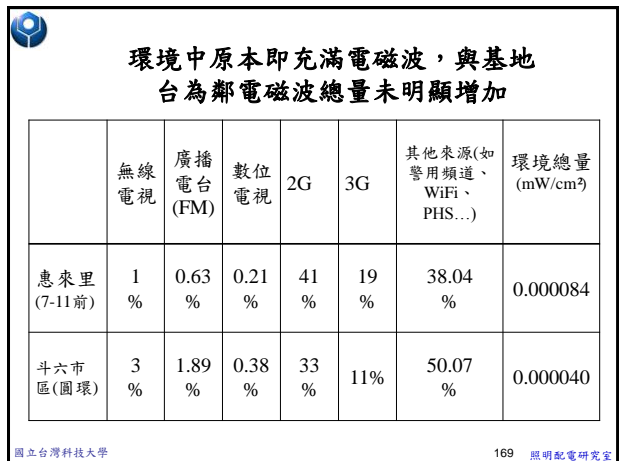 環境中原本即充滿電磁波,與基地
台為鄰電磁波總量未明顯增加
無線
電視
廣播
電台
(FM)
數位
電視
2G
3G
其他來源(如
警用頻道、
WiFi、
PHS…)
環境總量
(mW/cm²)
惠來里
(7-11前)
1
%
0.63
%
0.21
%
41
%
19
%
38.04
%
0.000084
斗六市
區(圓環)
3
%
1.89
%
0.38
%
33
%
11%
50.07
%
0.000040
國立台灣科技大學
169
照明配電研究室